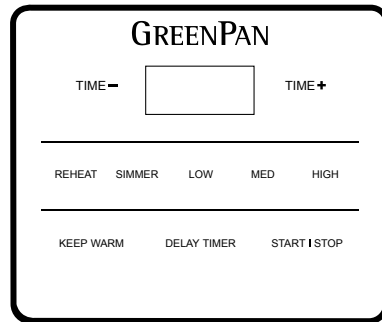 GREENPAN
TIME– TIME+
REHEAT SIMMER LOW MED HIGH
KEEP WARM DELAY TIMER START I STOP